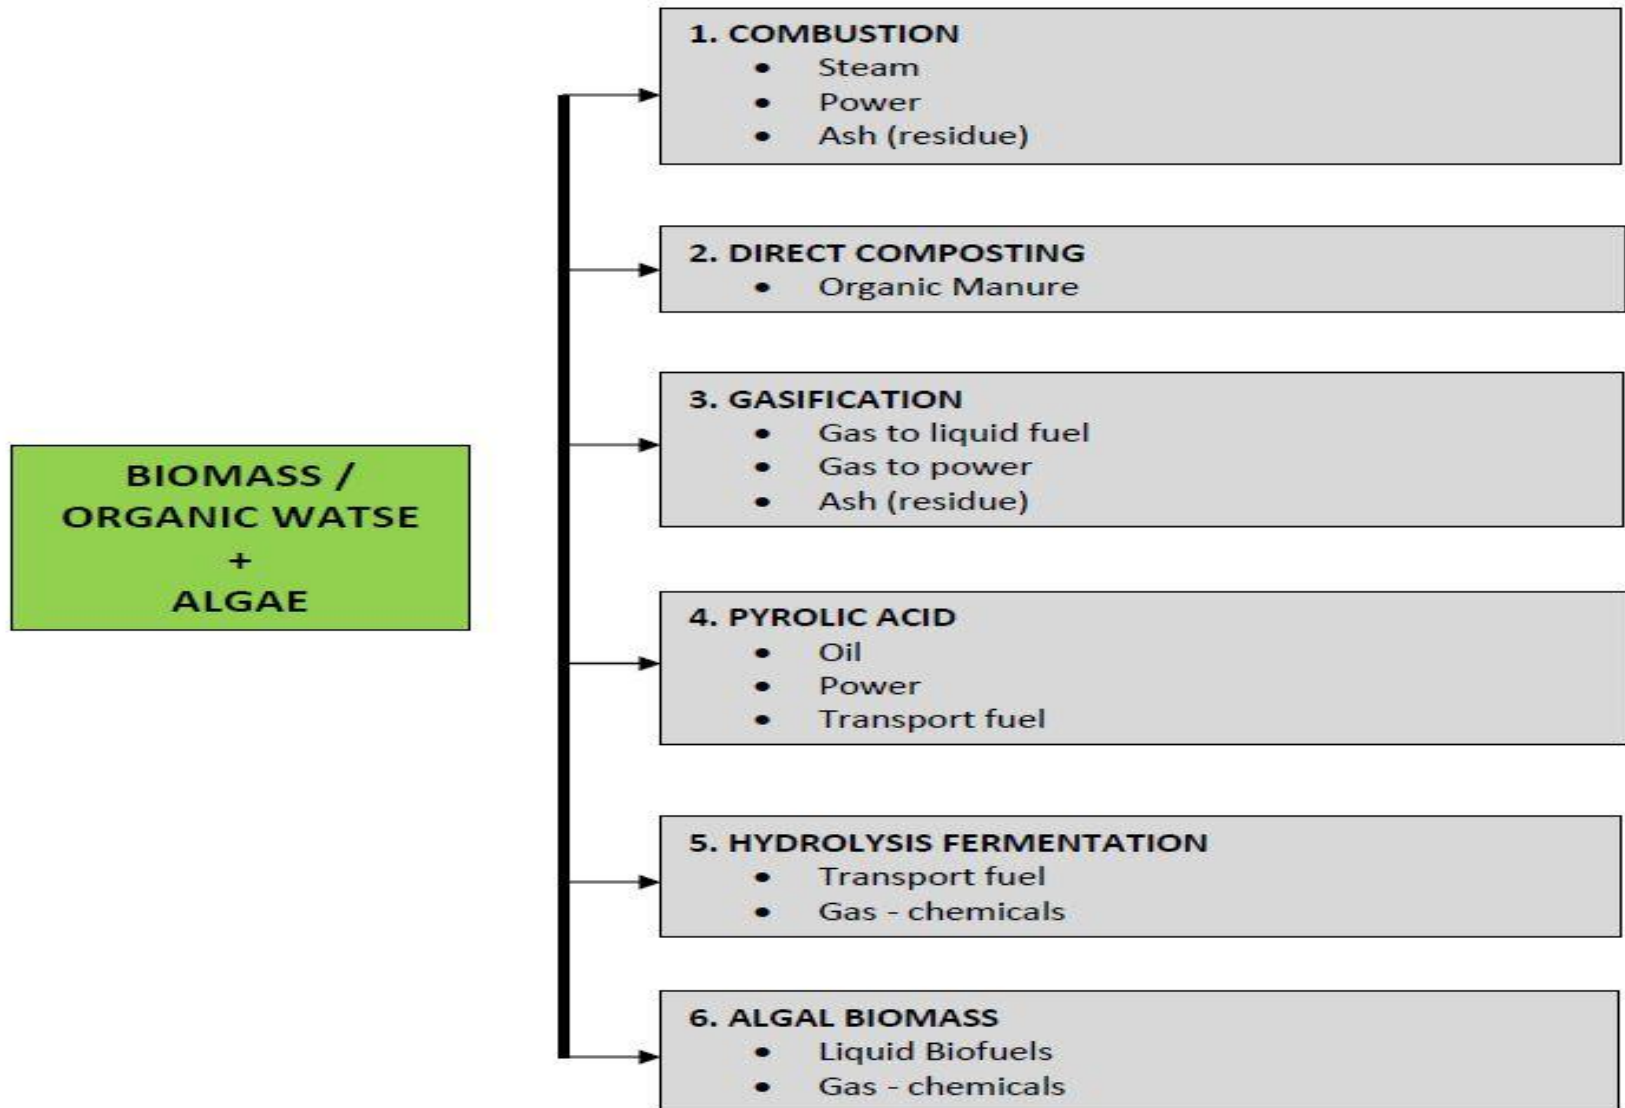 1. COMBUSTION
• Steam
• Power
• Ash (residue)
2. DIRECT COMPOSTING
• Organic Manure
3. GASIFICATION
• Gas to liquid fuel
• Gas to power
• Ash (residue)
BIOMASS /
ORGANIC WATSE
+
ALGAE
4. PYROLIC ACID
• Oil
• Power
• Transport fuel
5. HYDROLYSIS FERMENTATION
• Transport fuel
• Gas - chemicals
6. ALGAL BIOMASS
• Liquid Biofuels
• Gas - chemicals